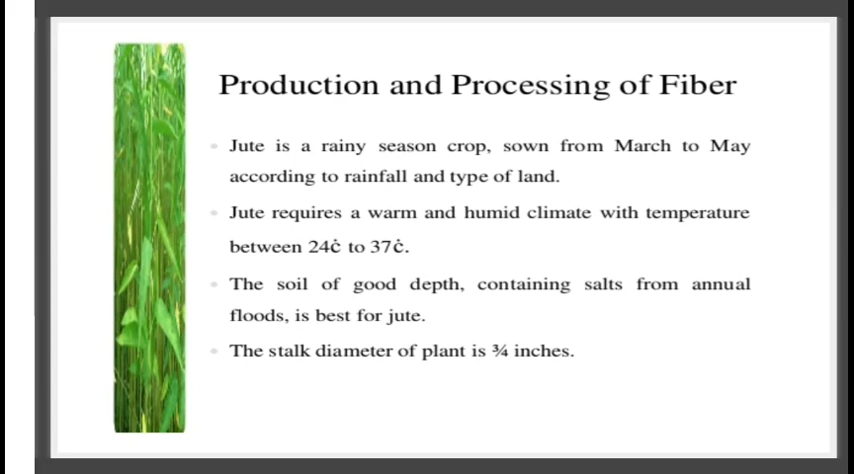 Production and Processing of Fiber
Jute is a rainy season crop, sown from March to May
according to rainfall and type of land.
Jute requires a warm and humid climate with temperature
between 24ċ to 37ċ.
The soil of good depth, containing salts from annual
floods, is best for jute.
The stalk diameter of plant is ¾ inches.